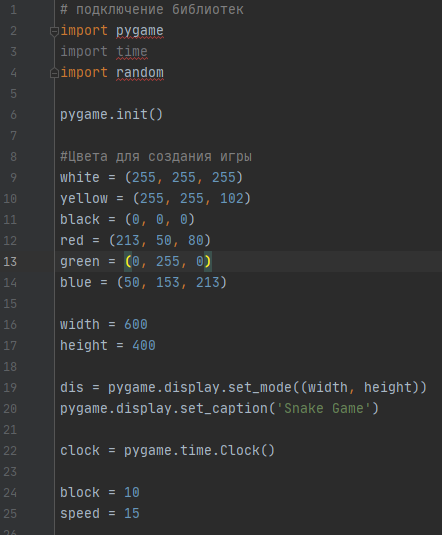 1 # подключение библиотек
2 import pygame
3 import time
4 import random
5
6 pygame.init()
7
8 #Цвета для создания игры
9 white = (255, 255, 255)
10 yellow = (255, 255, 102)
11 black = (0, 0, 0)
12 red = (213, 50, 80)
13 green = (0, 255, 0)
14 blue = (50, 153, 213)
15
16 width = 600
17 height = 400
18
19 dis = pygame.display.set_mode((width, height))
20 pygame.display.set_caption('Snake Game')
21
22 clock = pygame.time.Clock()
23
24 block = 10
25 speed = 15
26